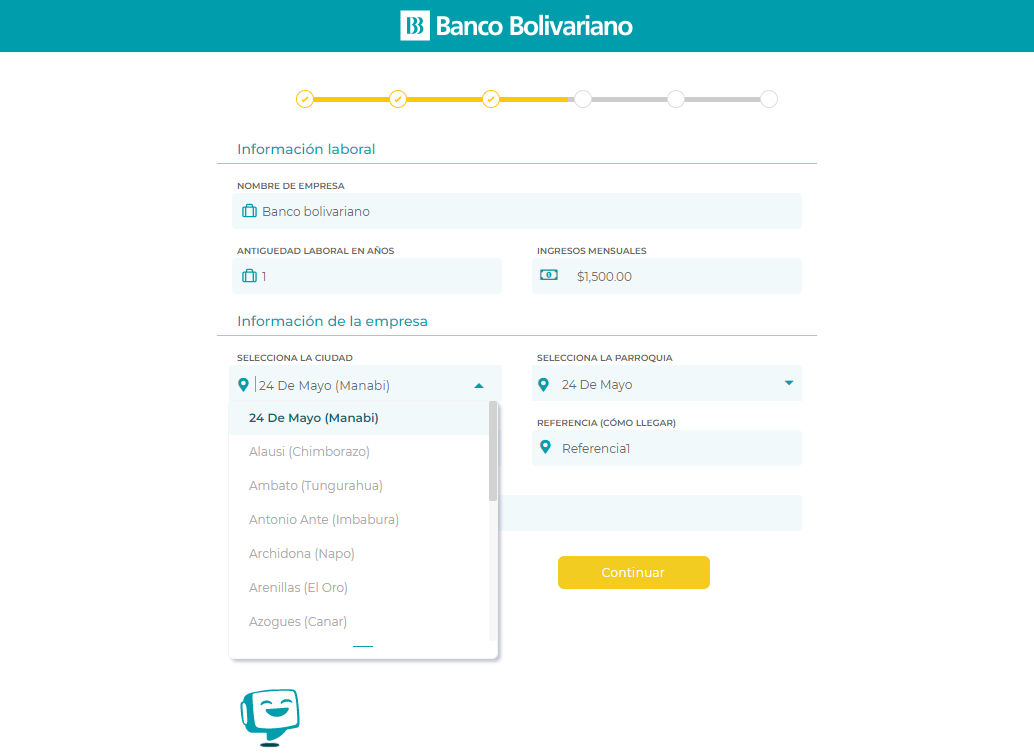 Banco Bolivariano
Información laboral
NOMBRE DE EMPRESA
Banco bolivariano
ANTIGUEDAD LABORAL EN AÑOS
INGRESOS MENSUALES
1
$1,500.00
Información de la empresa
SELECCIONA LA CIUDAD
SELECCIONA LA PARROQUIA
24 De Mayo (Manabi)
24 De Mayo
24 De Mayo (Manabi)
REFERENCIA (CÓMO LLEGAR)
Referencia1
Alausi (Chimborazo)
Ambato (Tungurahua)
Antonio Ante (Imbabura)
Archidona (Napo)
Arenillas (El Oro)
Azogues (Canar)
Continuar